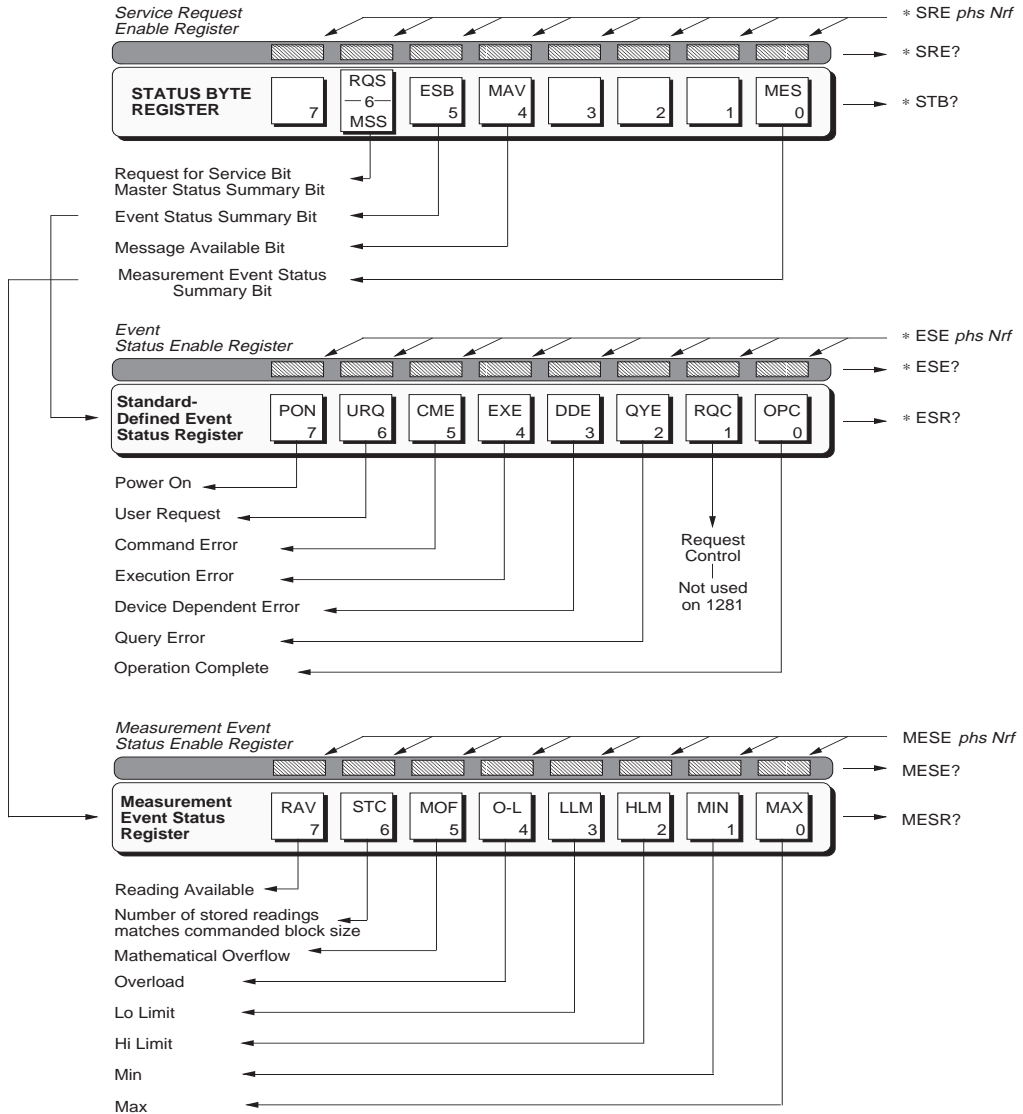 Service Request
Enable Register
∗ SRE phs Nrf
∗ SRE?
STATUS BYTE
REGISTER
7
RQS
6
MSS
ESB
5
MAV
4
3
2
1
MES
0
∗ STB?
Request for Service Bit
Master Status Summary Bit
Event Status Summary Bit
Message Available Bit
Measurement Event Status
Summary Bit
Event
Status Enable Register
∗ ESE phs Nrf
∗ ESE?
Standard-
Defined Event
Status Register
PON
7
URQ
6
CME
5
EXE
4
DDE
3
QYE
2
RQC
1
OPC
0
∗ ESR?
Power On
User Request
Command Error
Execution Error
Device Dependent Error
Query Error
Operation Complete
Request
Control
Not used
on 1281
Measurement Event
Status Enable Register
MESE phs Nrf
MESE?
Measurement
Event Status
Register
RAV
7
STC
6
MOF
5
O-L
4
LLM
3
HLM
2
MIN
1
MAX
0
MESR?
Reading Available
Number of stored readings
matches commanded block size
Mathematical Overflow
Overload
Lo Limit
Hi Limit
Min
Max